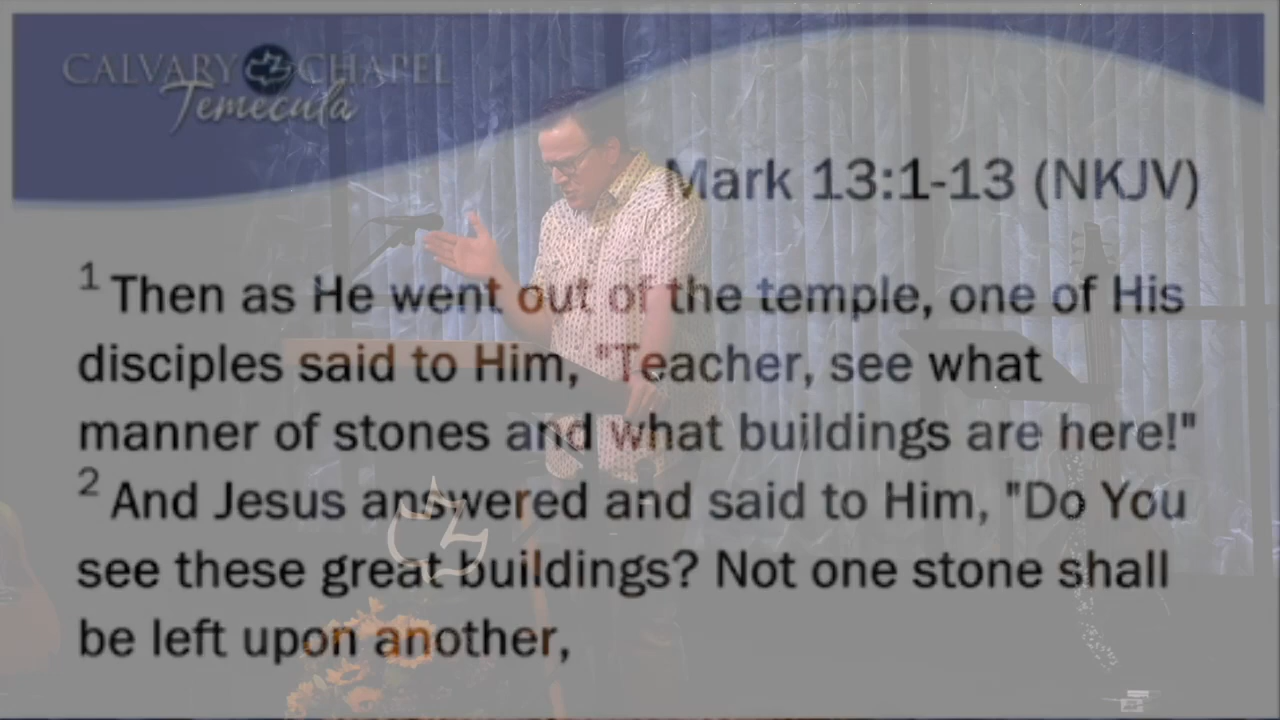 CALVARY CHAPEL
Temecula
Mark 13:1-13 (NKJV)
1 Then as He went out of the temple, one of His
disciples said to Him, "Teacher, see what
manner of stones and what buildings are here!"
2 And Jesus answered and said to Him, "Do You
see these great buildings? Not one stone shall
be left upon another,